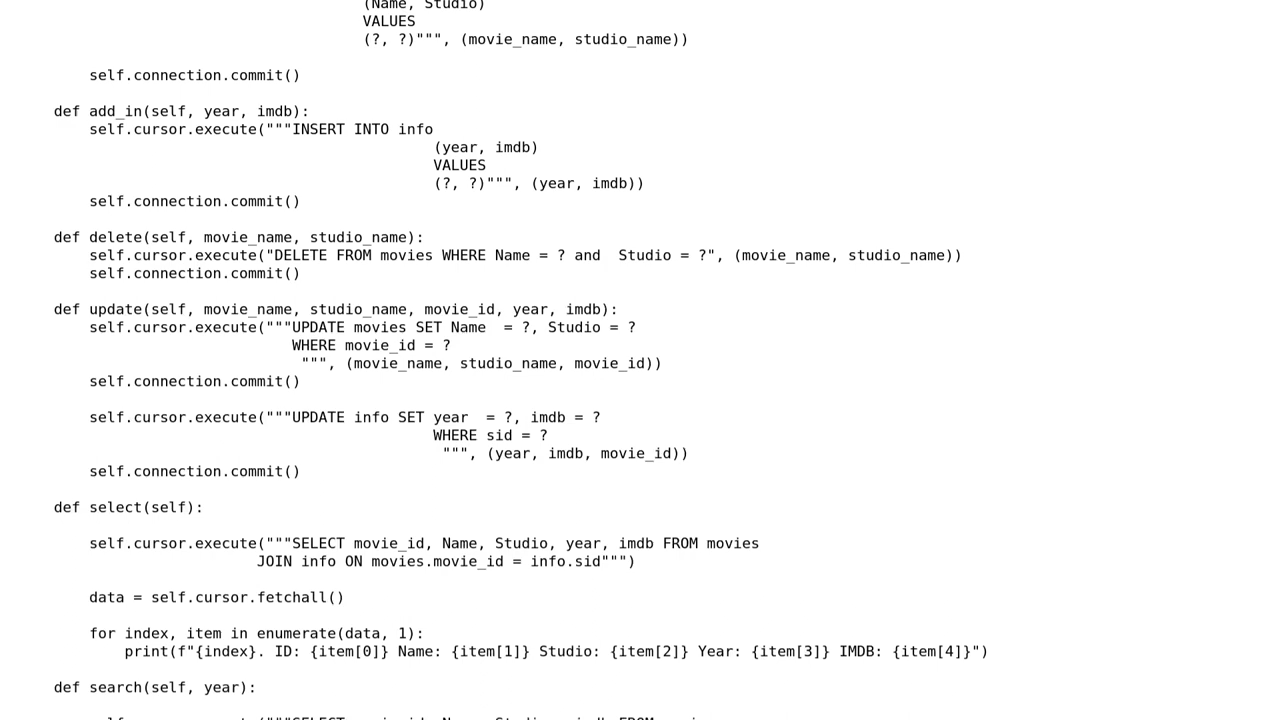 (Name, Studio)
VALUES
(?, ?)""", (movie_name, studio_name))
self.connection.commit()
def add_in(self, year, imdb):
self.cursor.execute("""INSERT INTO info
(year, imdb)
VALUES
(?, ?)""", (year, imdb))
self.connection.commit()
def delete(self, movie_name, studio_name):
self.cursor.execute("DELETE FROM movies WHERE Name = ? and  Studio = ?", (movie_name, studio_name))
self.connection.commit()
def update(self, movie_name, studio_name, movie_id, year, imdb):
self.cursor.execute("""UPDATE movies SET Name  = ?, Studio = ?
WHERE movie_id = ?
""", (movie_name, studio_name, movie_id))
self.connection.commit()
self.cursor.execute("""UPDATE info SET year  = ?, imdb = ?
WHERE sid = ?
""", (year, imdb, movie_id))
self.connection.commit()
def select(self):
self.cursor.execute("""SELECT movie_id, Name, Studio, year, imdb FROM movies
JOIN info ON movies.movie_id = info.sid""")
data = self.cursor.fetchall()
for index, item in enumerate(data, 1):
print(f"{index}. ID: {item[0]} Name: {item[1]} Studio: {item[2]} Year: {item[3]} IMDB: {item[4]}")
def search(self, year):